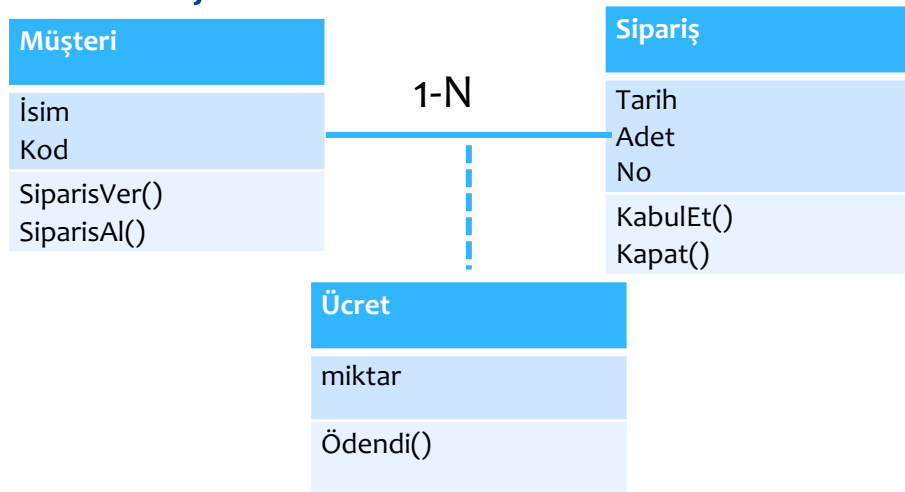 Müşteri
İsim
Kod
SiparisVer()
SiparisAl()
1-N
Sipariş
Tarih
Adet
No
KabulEt()
Kapat()
Ücret
miktar
Ödendi()